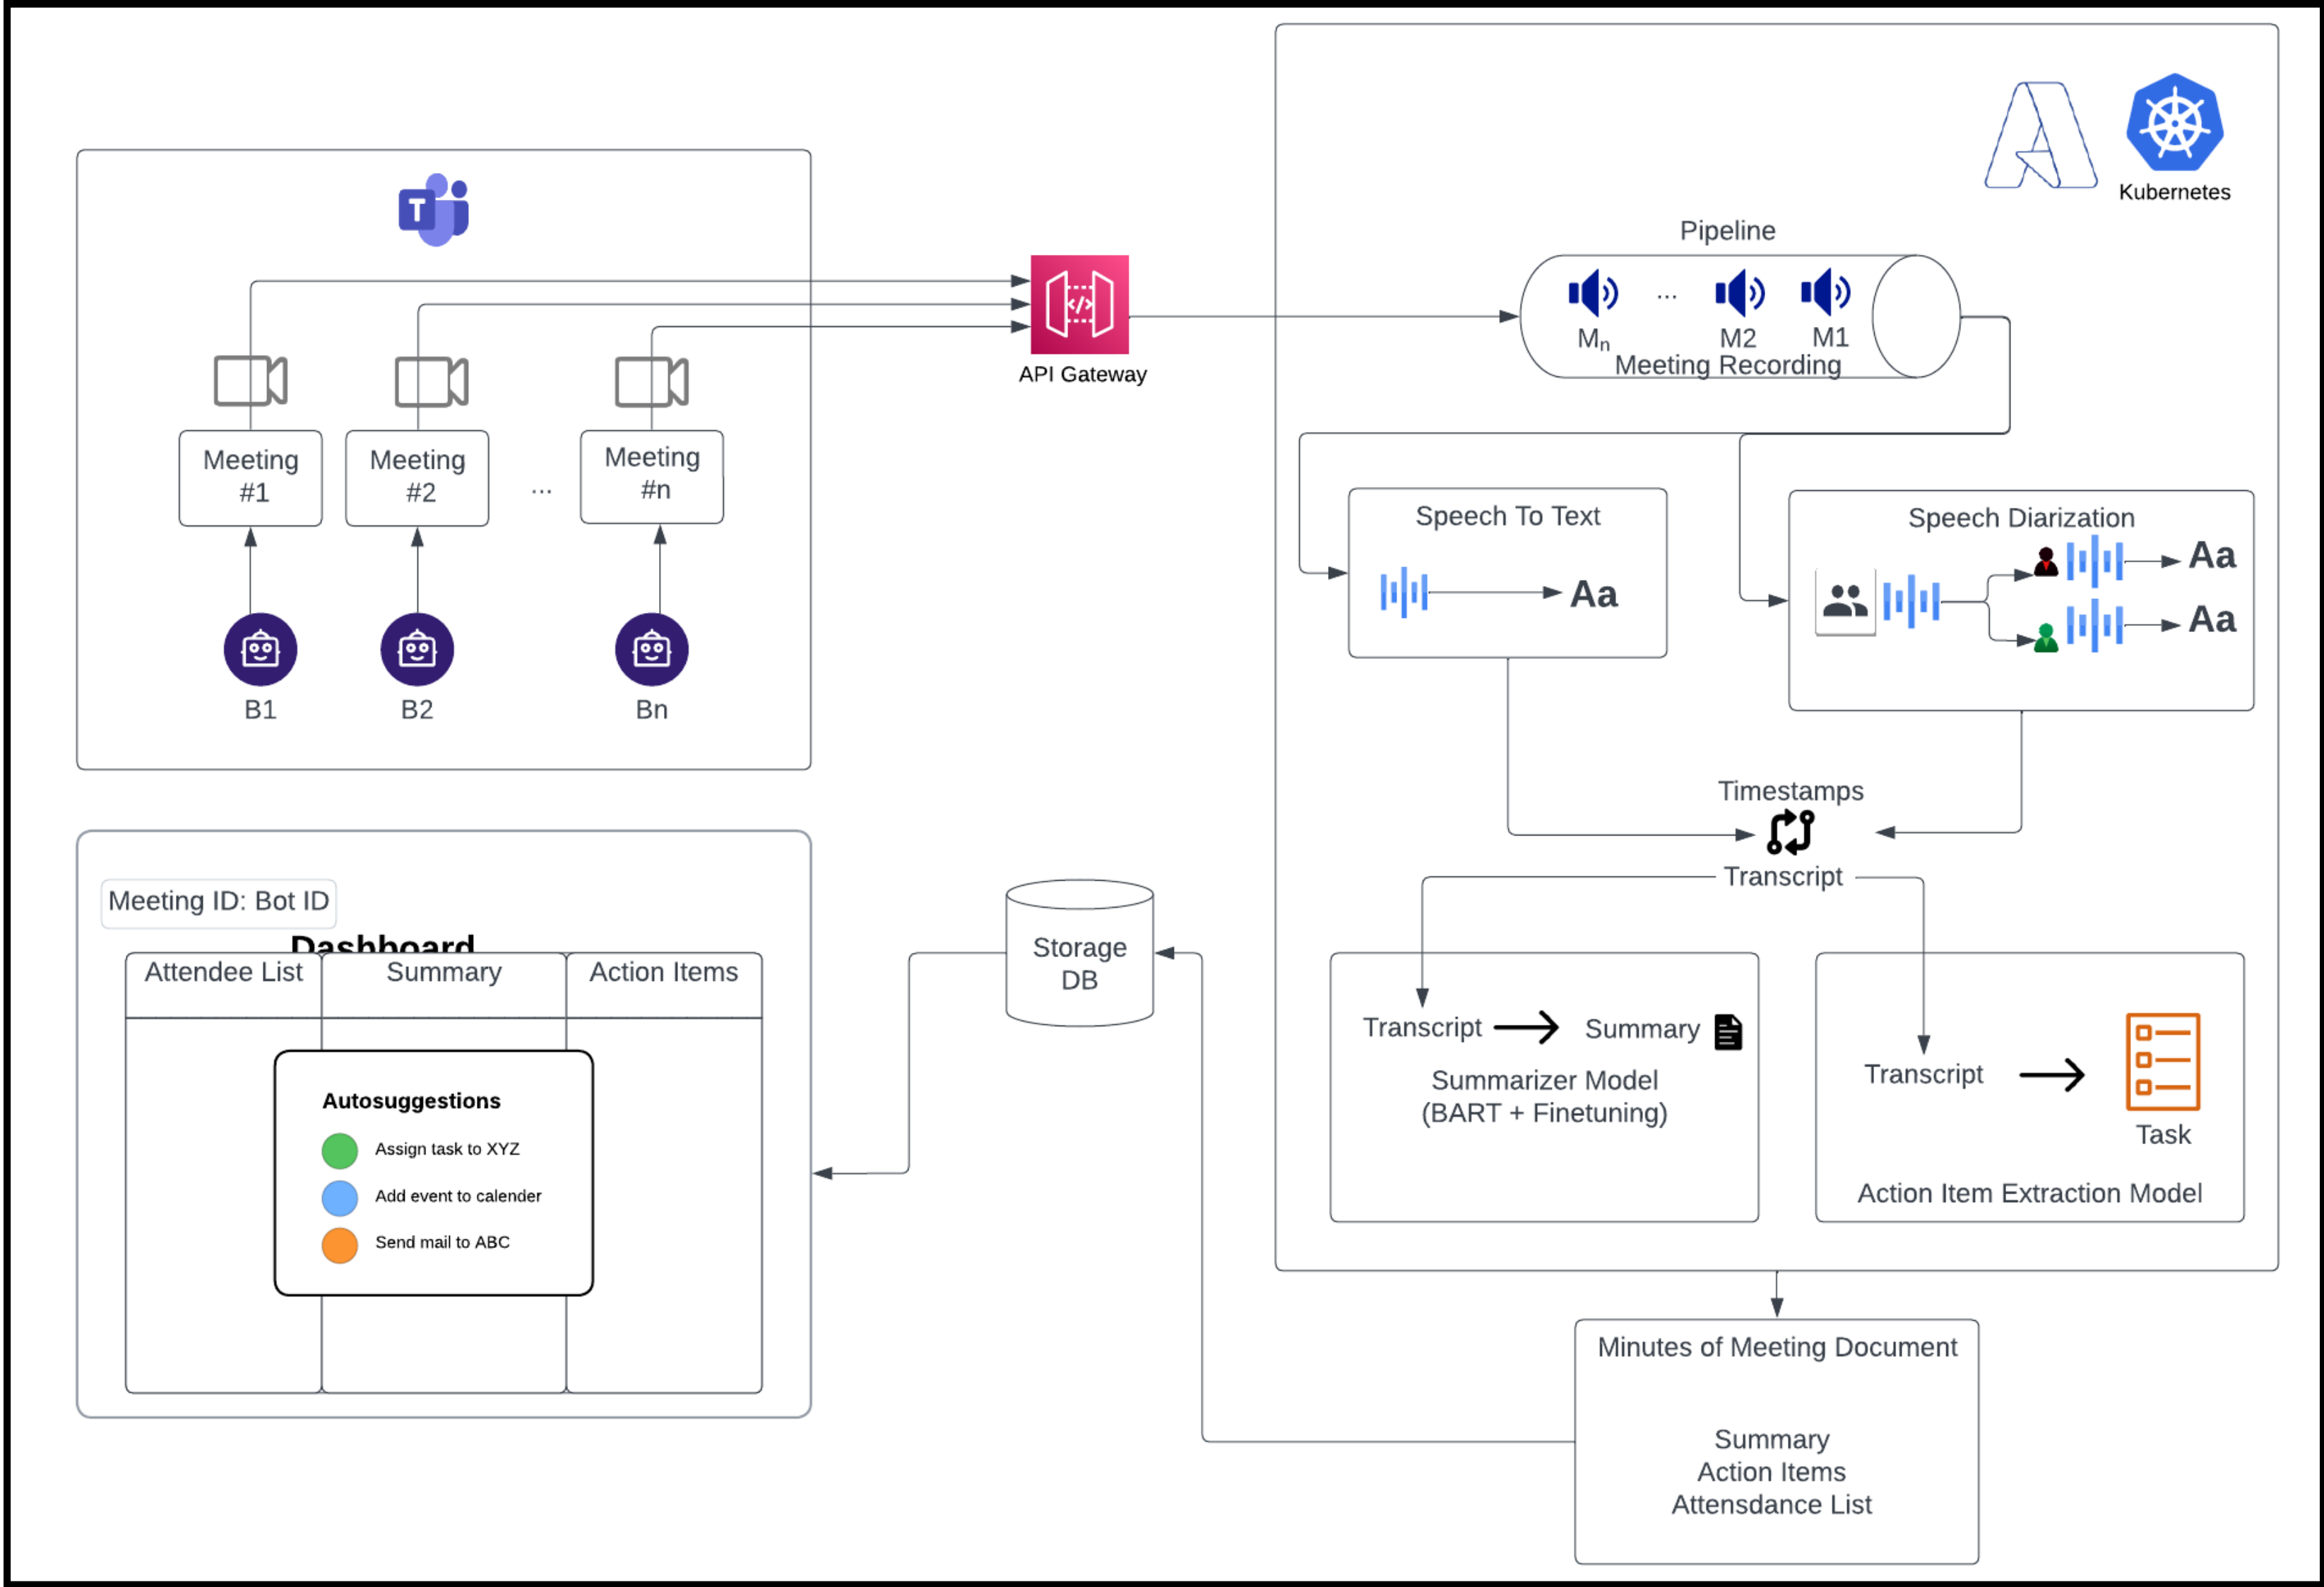 T
Meeting
#1
Meeting
#2
...
Meeting
#n
B1
B2
Bn
</>
API Gateway
Kubernetes
Pipeline
...
Mn
M2
M1
Meeting Recording
Speech To Text
Aa
Speech Diarization
Aa
Aa
Timestamps
Transcript
Transcript
Summary
Summarizer Model
(BART + Finetuning)
Transcript
Task
Action Item Extraction Model
Minutes of Meeting Document
Summary
Action Items
Attensdance List
Storage
DB
Meeting ID: Bot ID
Dashboard
Attendee List
Summary
Action Items
Autosuggestions
Assign task to XYZ
Add event to calender
Send mail to ABC